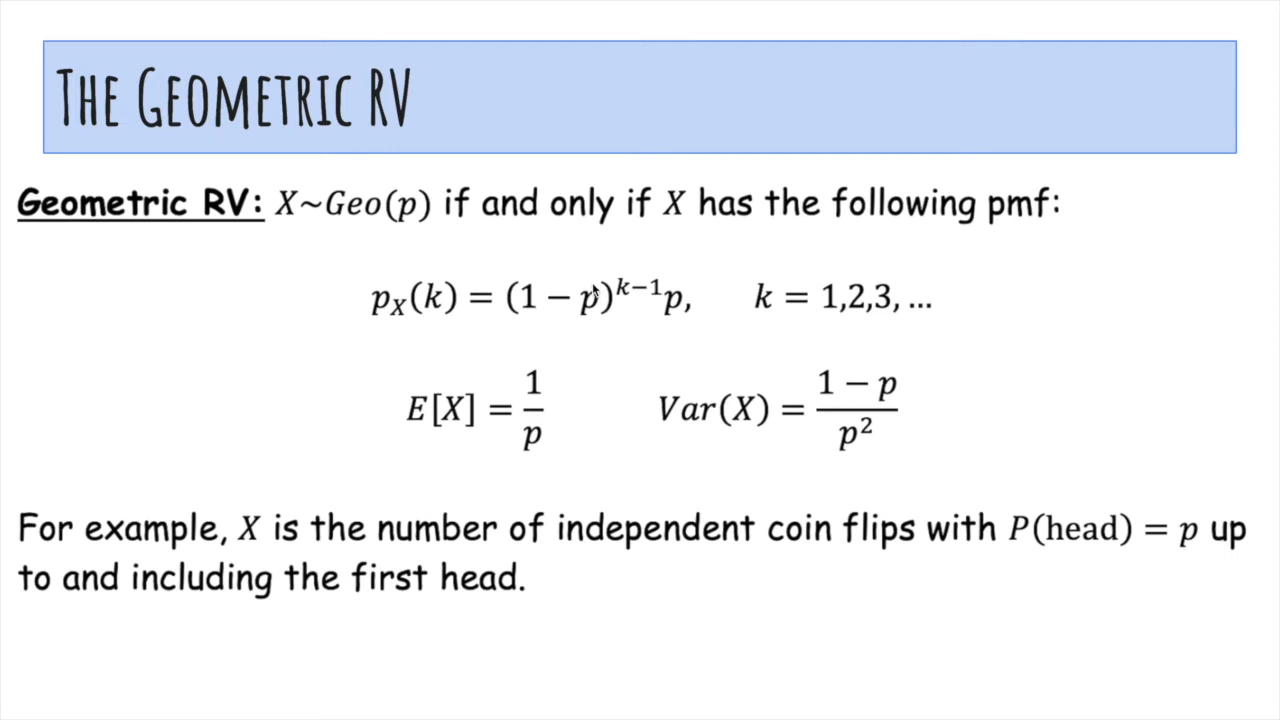 THE GEOMETRIC RV
Geometric RV: X~Geo(p) if and only if X has the following pmf:
p_X(k) = (1 − p)^{k−1}p,    k = 1,2,3, …
E[X] = \frac{1}{p}    Var(X) = \frac{1 − p}{p^2}
For example, X is the number of independent coin flips with P(head) = p up
to and including the first head.